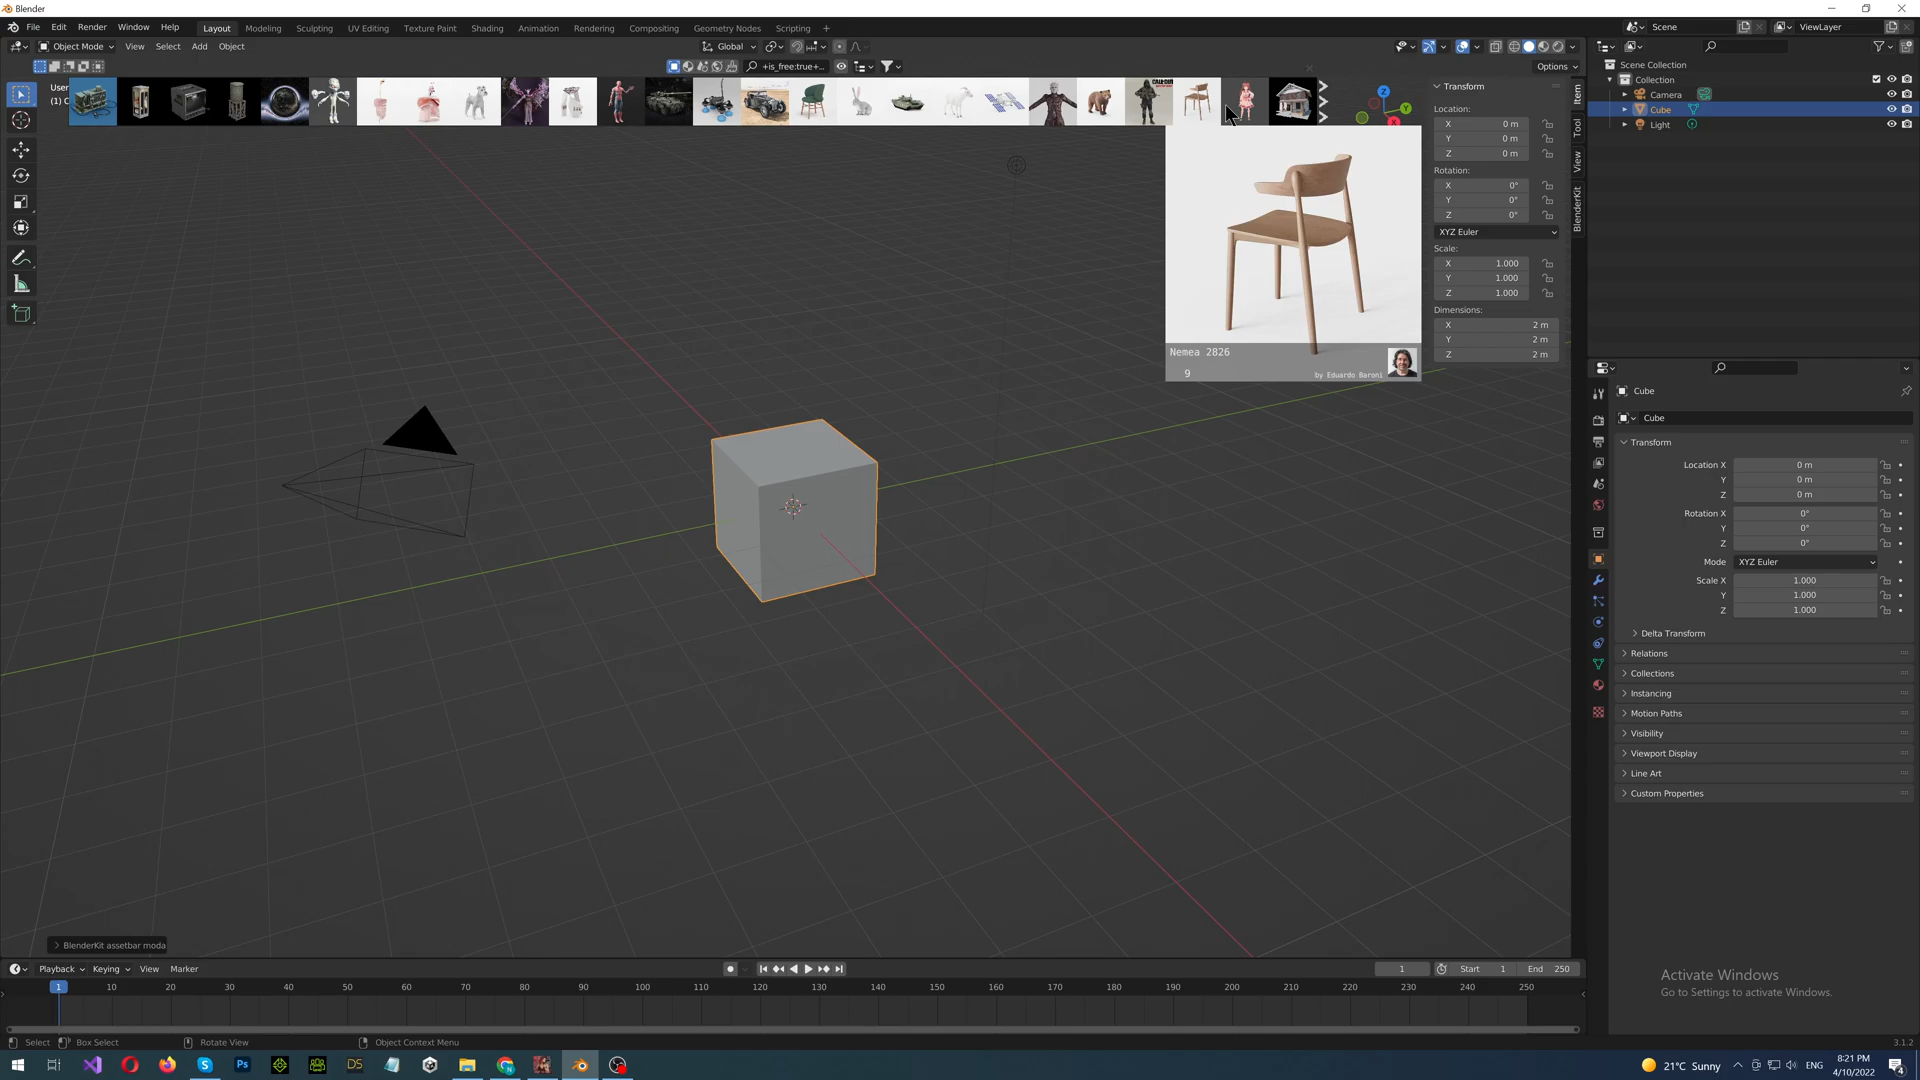 Blender
File Edit Render Window Help Layout Modeling Sculpting UV Editing Texture Paint Shading Animation Rendering Compositing Geometry Nodes Scripting + Scene ViewLayer
Object Mode View Select Add Object Global
+is_free:true+... Options
User
(1) C
Transform
Location:
X 0 m
Y 0 m
Z 0 m
Rotation:
X 0°
Y 0°
Z 0°
XYZ Euler
Scale:
X 1.000
Y 1.000
Z 1.000
Dimensions:
X 2 m
Y 2 m
Z 2 m
Item
Tool
View
BlenderKit
Z
Y
X
Nemea 2826
9
by Eduardo Baroni
Scene Collection
Collection
Camera
Cube
Light
Cube
Cube
Transform
Location X 0 m
Y 0 m
Z 0 m
Rotation X 0°
Y 0°
Z 0°
Mode XYZ Euler
Scale X 1.000
Y 1.000
Z 1.000
Delta Transform
Relations
Collections
Instancing
Motion Paths
Visibility
Viewport Display
Line Art
Custom Properties
BlenderKit assetbar moda
Playback Keying View Marker 1 Start 1 End 250
1 10 20 30 40 50 60 70 80 90 100 110 120 130 140 150 160 170 180 190 200 210 220 230 240 250
Activate Windows
Go to Settings to activate Windows.
Select Box Select Rotate View Object Context Menu 3.1.2
Ps DS 21°C Sunny ENG 8:21 PM
4/10/2022 4